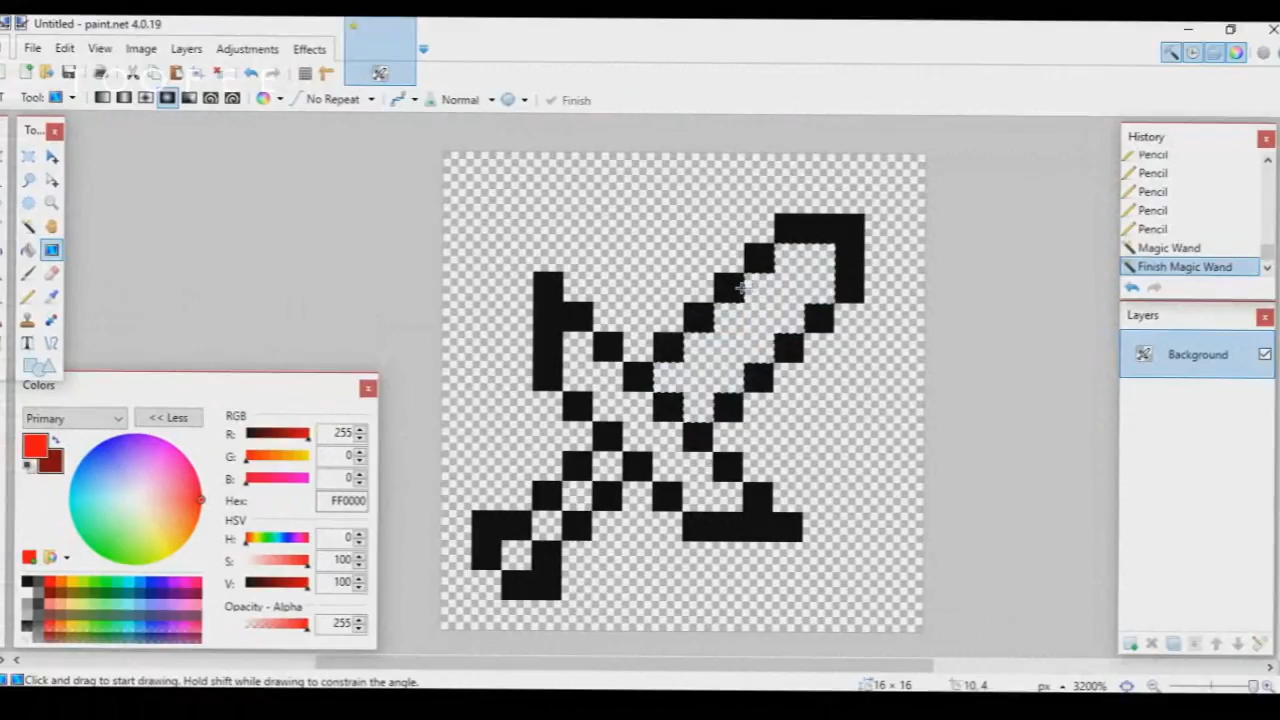 Untitled - paint.net 4.0.19
File Edit View Image Layers Adjustments Effects
Tool: No Repeat Normal Finish
To...
History
Pencil
Pencil
Pencil
Pencil
Pencil
Magic Wand
Finish Magic Wand
Layers
Background
Colors
Primary
<< Less
RGB
R: 255
G: 0
B: 0
Hex: FF0000
HSV
H: 0
S: 100
V: 100
Opacity - Alpha
255
Click and drag to start drawing. Hold shift while drawing to constrain the angle.
16 × 16
10, 4
px
3200%